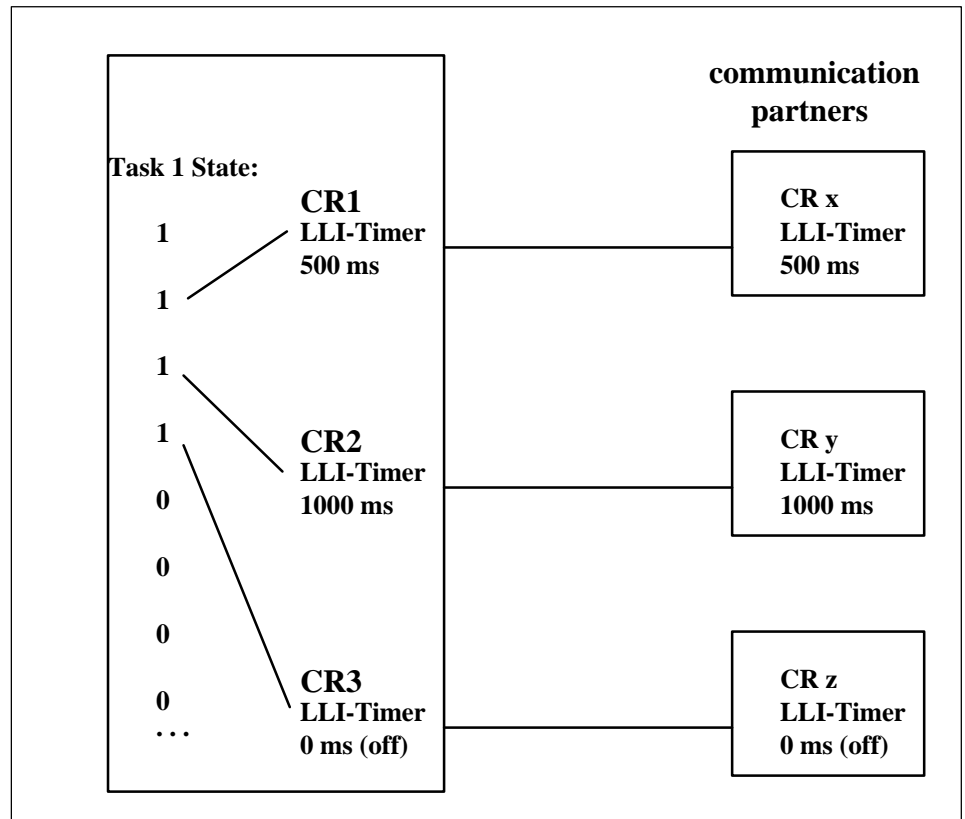 communication
partners
Task 1 State:
1
1
1
1
0
0
0
0
...
CR1
LLI-Timer
500 ms
CR2
LLI-Timer
1000 ms
CR3
LLI-Timer
0 ms (off)
CR x
LLI-Timer
500 ms
CR y
LLI-Timer
1000 ms
CR z
LLI-Timer
0 ms (off)